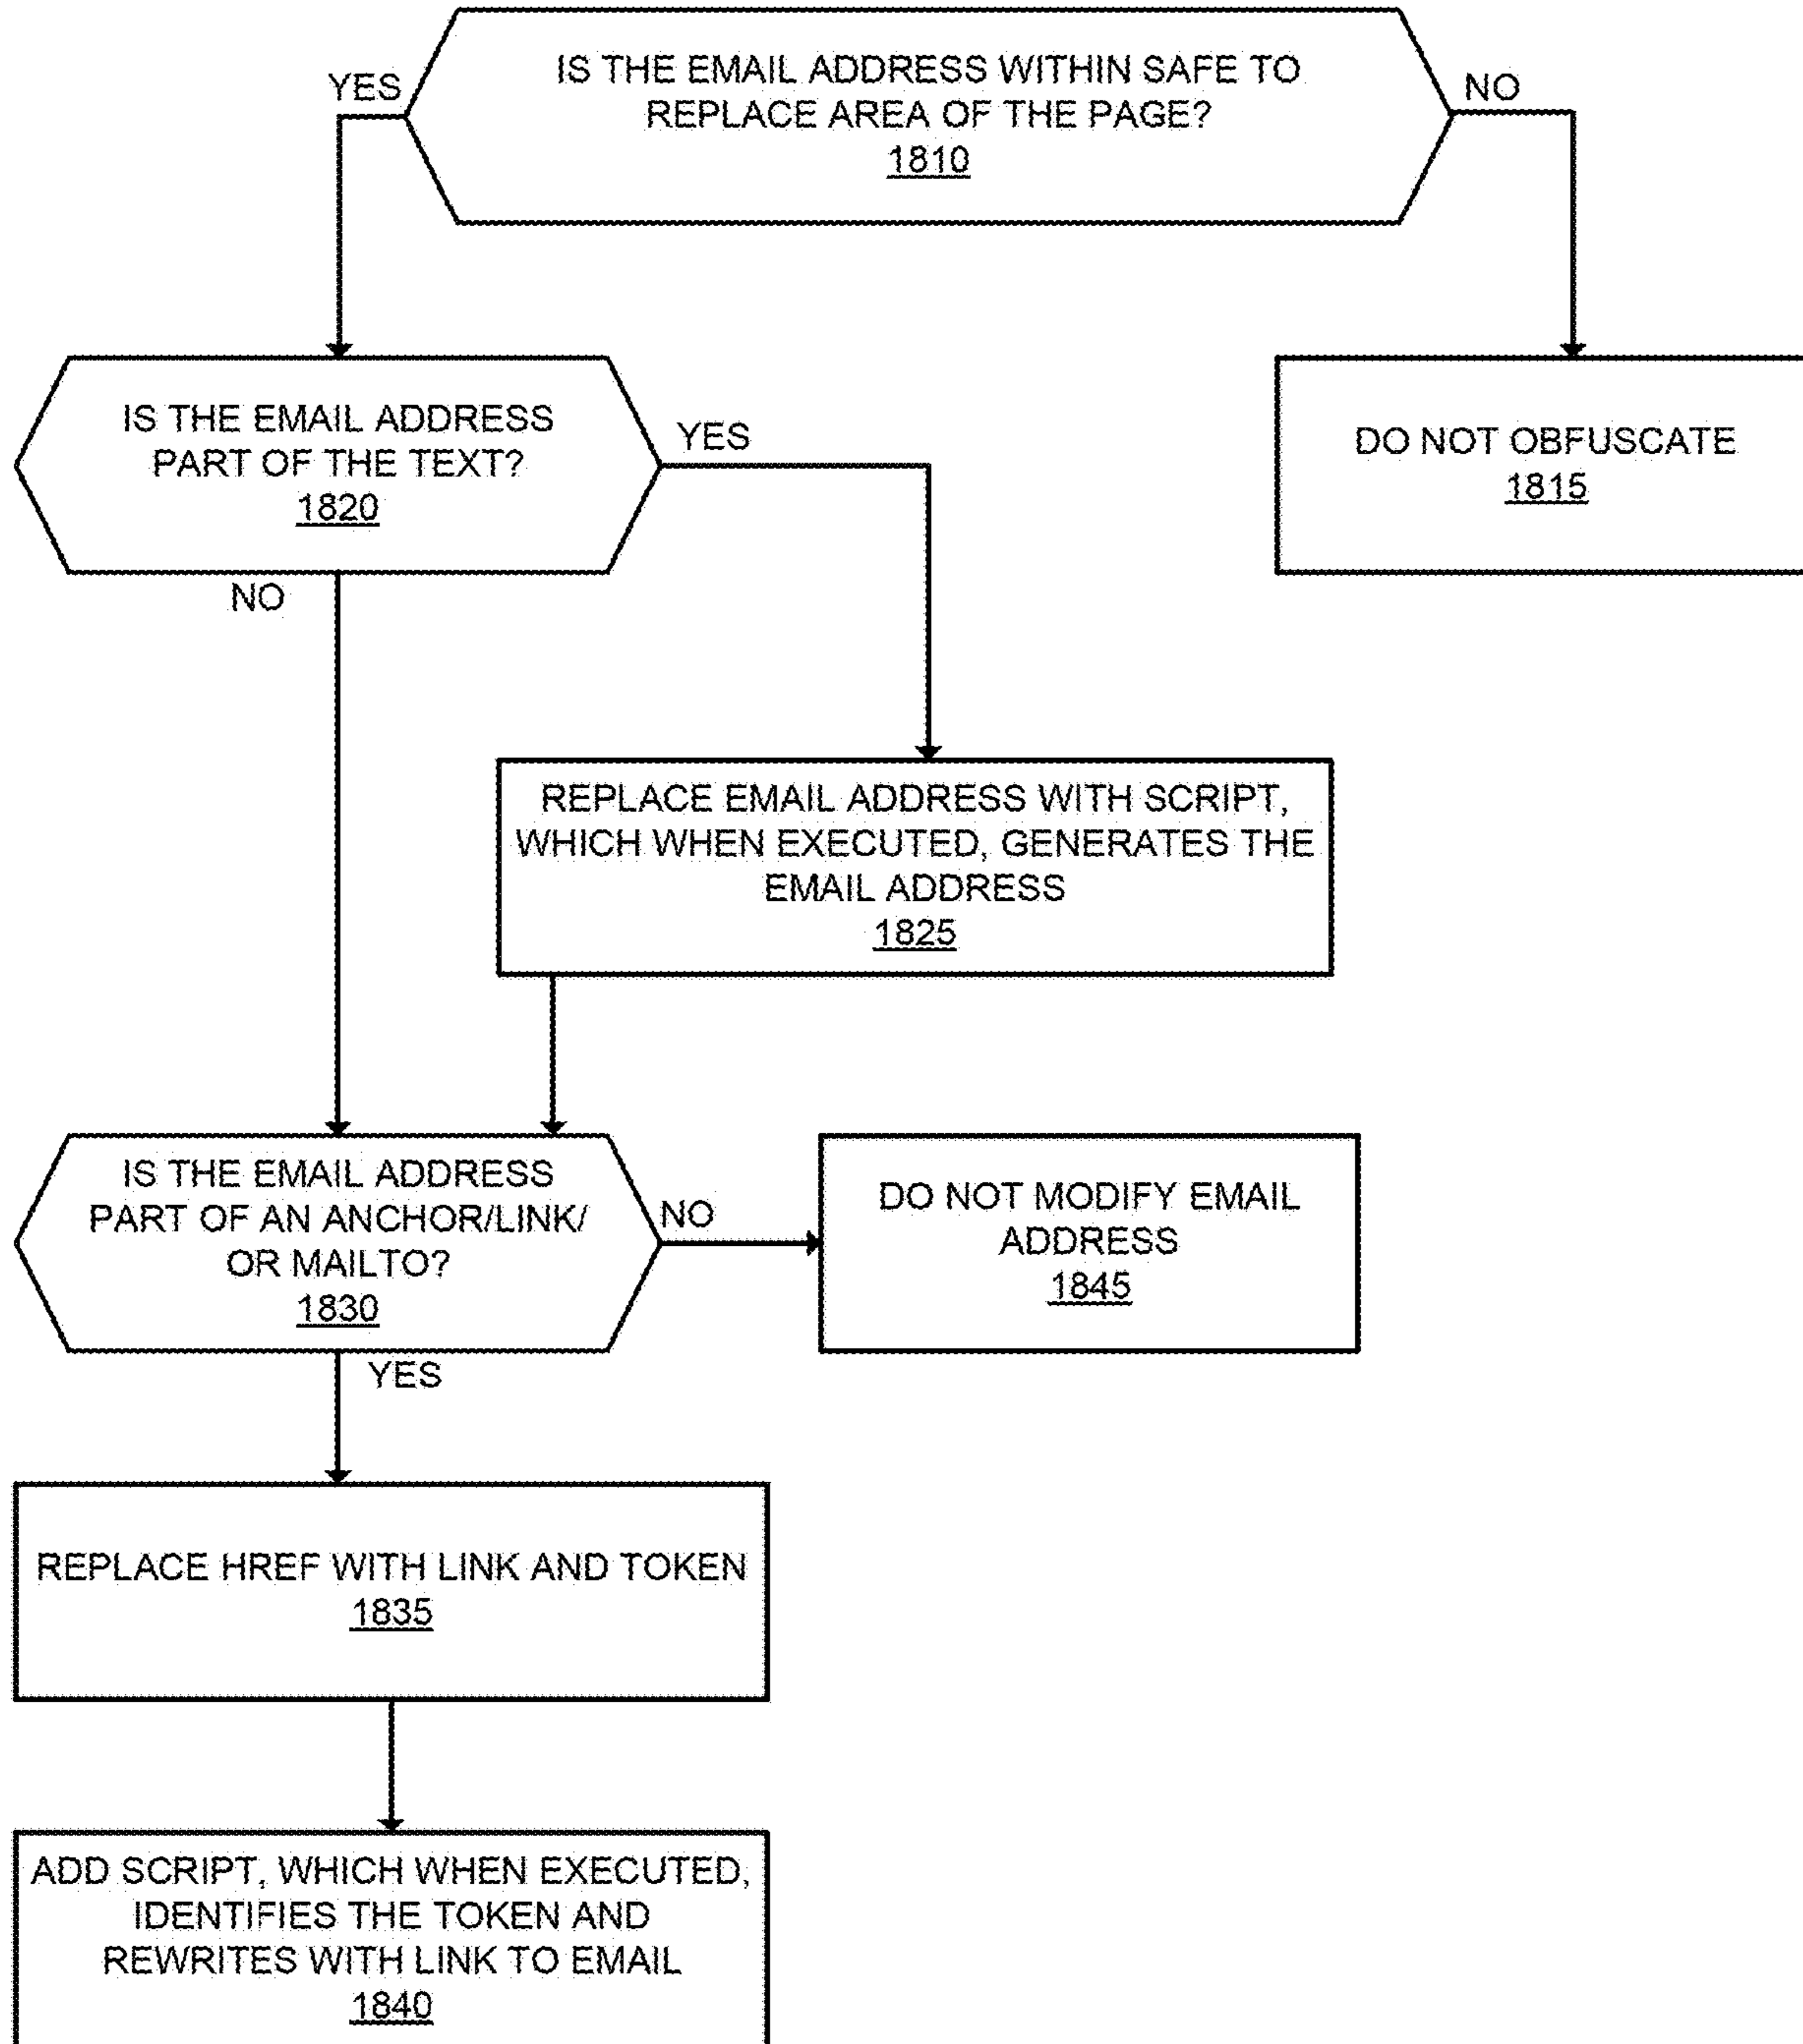 IS THE EMAIL ADDRESS WITHIN SAFE TO
REPLACE AREA OF THE PAGE?
1810
YES
NO
IS THE EMAIL ADDRESS
PART OF THE TEXT?
1820
YES
NO
DO NOT OBFUSCATE
1815
REPLACE EMAIL ADDRESS WITH SCRIPT,
WHICH WHEN EXECUTED, GENERATES THE
EMAIL ADDRESS
1825
IS THE EMAIL ADDRESS
PART OF AN ANCHOR/LINK/
OR MAILTO?
1830
NO
YES
DO NOT MODIFY EMAIL
ADDRESS
1845
REPLACE HREF WITH LINK AND TOKEN
1835
ADD SCRIPT, WHICH WHEN EXECUTED,
IDENTIFIES THE TOKEN AND
REWRITES WITH LINK TO EMAIL
1840